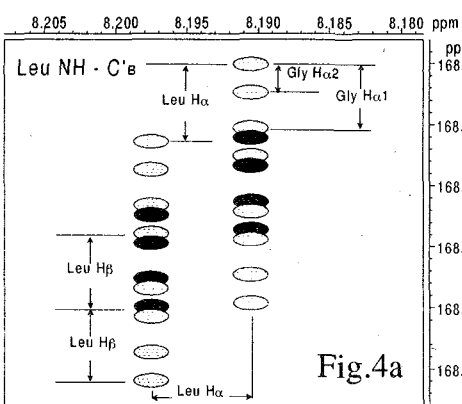 8,205 8,200 8,195 8,190 8,185 8,180 ppm
pp
Leu NH - C'B
Leu Hα
Gly Hα2
Gly Hα1
168
168.
168.
168.
168.
168.
Leu Hβ
Leu Hβ
Leu Hα
Fig.4a